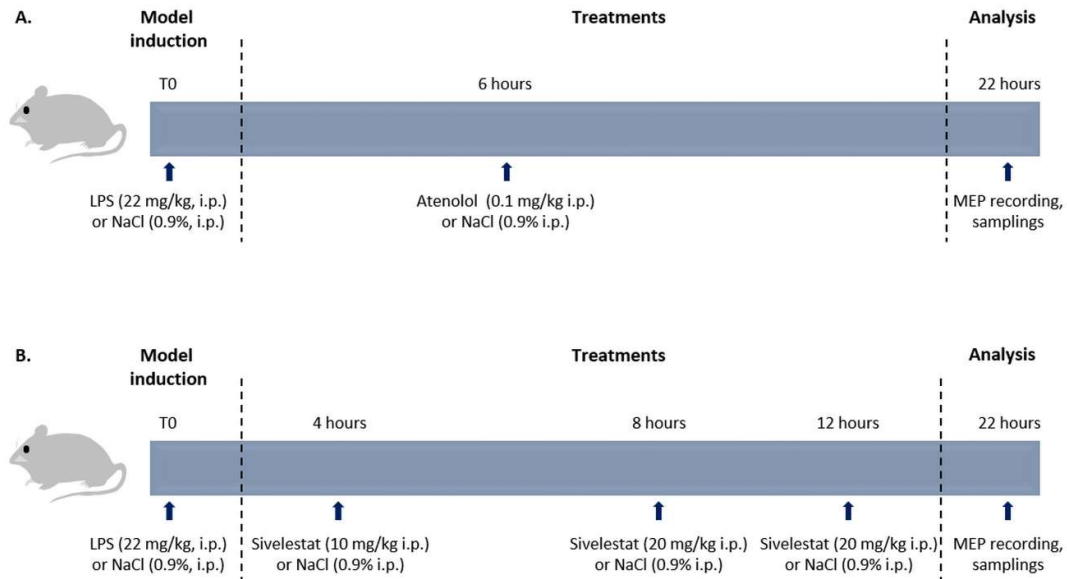 A. Model induction Treatments Analysis
T0 6 hours 22 hours
LPS (22 mg/kg, i.p.) Atenolol (0.1 mg/kg i.p.) MEP recording,
or NaCl (0.9%, i.p.) or NaCl (0.9% i.p.) samplings
B. Model induction Treatments Analysis
T0 4 hours 8 hours 12 hours 22 hours
LPS (22 mg/kg, i.p.) Sivelestat (10 mg/kg i.p.) Sivelestat (20 mg/kg i.p.) Sivelestat (20 mg/kg i.p.) MEP recording,
or NaCl (0.9%, i.p.) or NaCl (0.9% i.p.) or NaCl (0.9% i.p.) or NaCl (0.9% i.p.) samplings